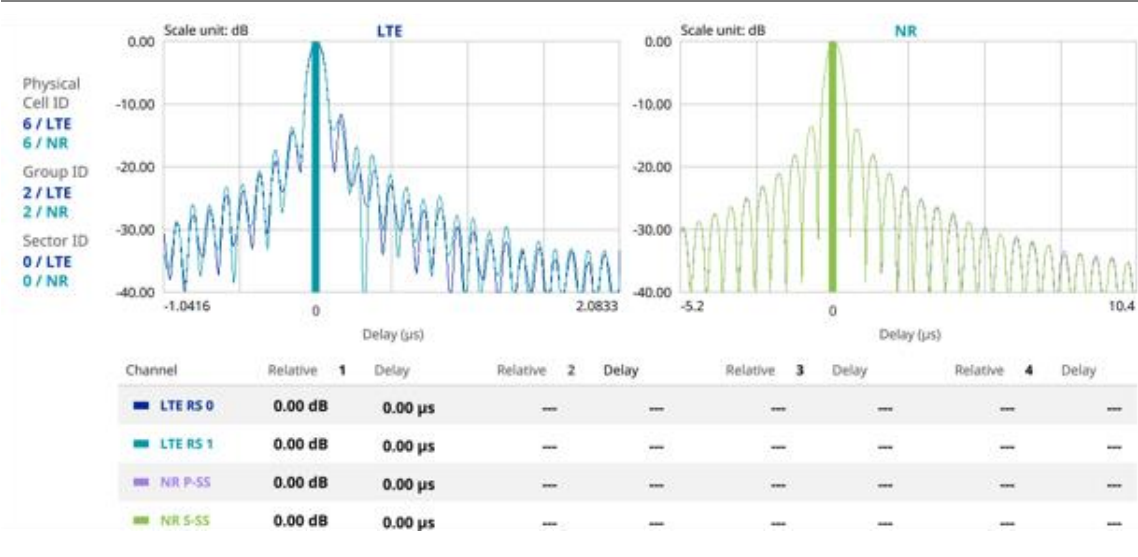 Scale unit: dB
LTE
Scale unit: dB
NR
Physical
Cell ID
6 / LTE
6 / NR
Group ID
2 / LTE
2 / NR
Sector ID
0 / LTE
0 / NR
0.00
-10.00
-20.00
-30.00
-40.00
-1.0416
0
2.0833
Delay (µs)
0.00
-10.00
-20.00
-30.00
-40.00
-5.2
0
10.4
Delay (µs)
Channel Relative 1 Delay Relative 2 Delay Relative 3 Delay Relative 4 Delay
LTE RS 0 0.00 dB 0.00 µs --- --- --- --- --- ---
LTE RS 1 0.00 dB 0.00 µs --- --- --- --- --- ---
NR P-SS 0.00 dB 0.00 µs --- --- --- --- --- ---
NR S-SS 0.00 dB 0.00 µs --- --- --- --- --- ---